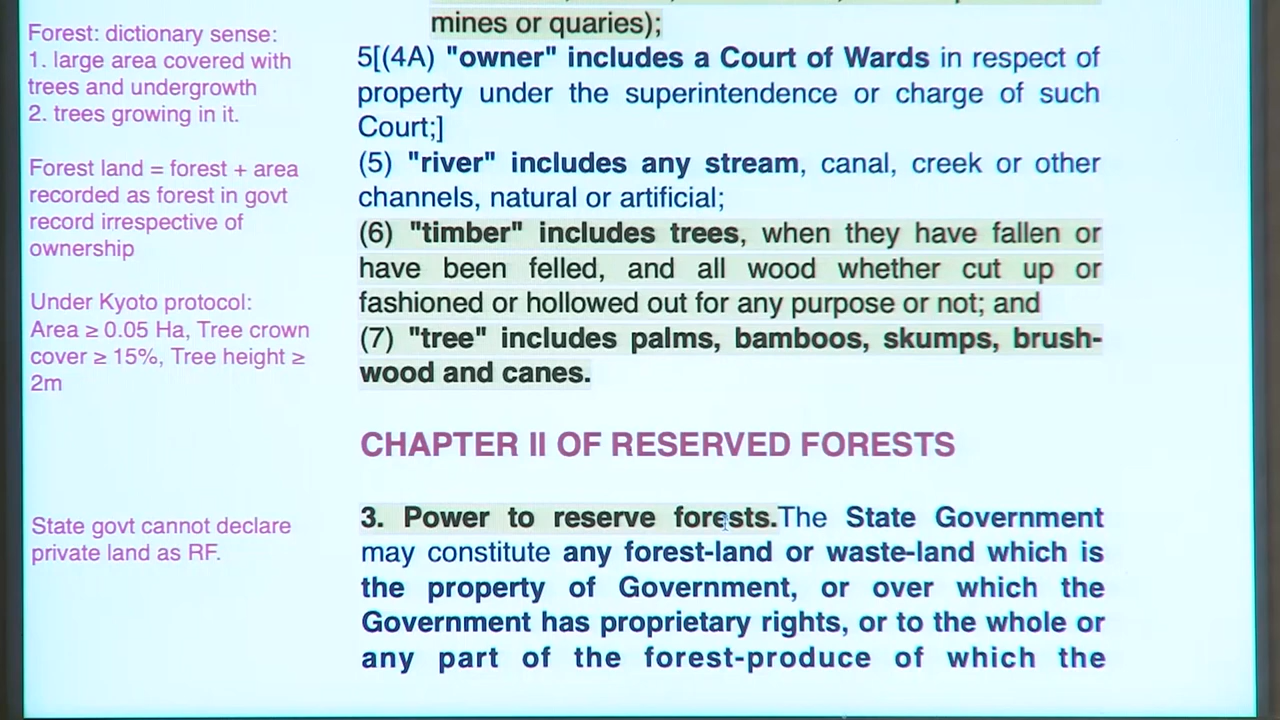 Forest: dictionary sense:
1. large area covered with
trees and undergrowth
2. trees growing in it.
Forest land = forest + area
recorded as forest in govt
record irrespective of
ownership
Under Kyoto protocol:
Area ≥ 0.05 Ha, Tree crown
cover ≥ 15%, Tree height ≥
2m
State govt cannot declare
private land as RF.
mines or quaries);
5[(4A) "owner" includes a Court of Wards in respect of
property under the superintendence or charge of such
Court;]
(5) "river" includes any stream, canal, creek or other
channels, natural or artificial;
(6) "timber" includes trees, when they have fallen or
have been felled, and all wood whether cut up or
fashioned or hollowed out for any purpose or not; and
(7) "tree" includes palms, bamboos, skumps, brush-
wood and canes.
CHAPTER II OF RESERVED FORESTS
3. Power to reserve forests.The State Government
may constitute any forest-land or waste-land which is
the property of Government, or over which the
Government has proprietary rights, or to the whole or
any part of the forest-produce of which the